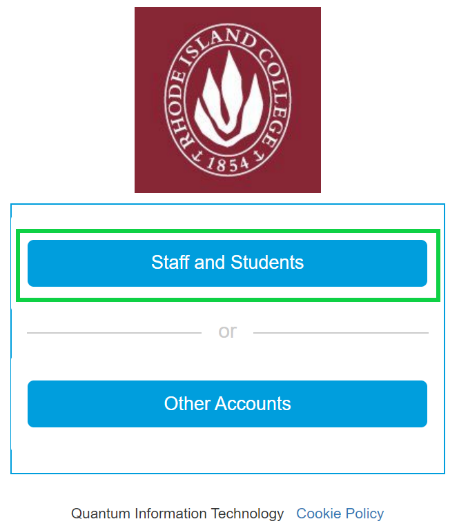 RHODE ISLAND COLLEGE
1854
Staff and Students
or
Other Accounts
Quantum Information Technology Cookie Policy